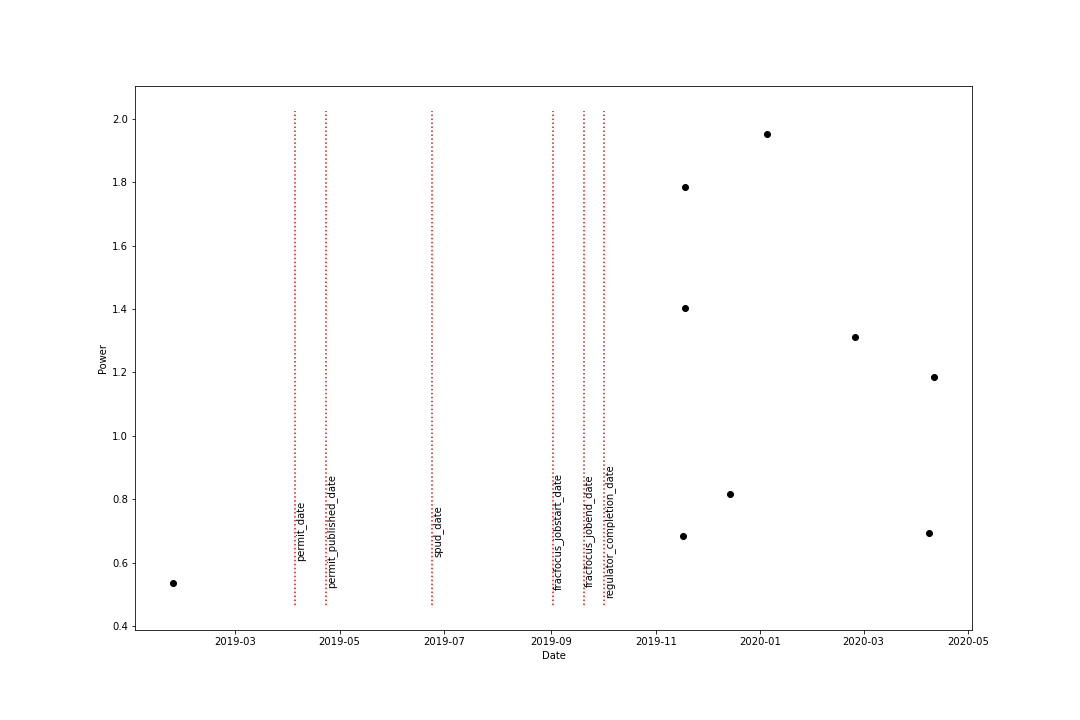 2.0
1.8
1.6
1.4
1.2
1.0
0.8
0.6
0.4
Power
permit_date
permit_published_date
spud_date
fracfocus_jobstart_date
fracfocus_jobend_date
regulator_completion_date
2019-03
2019-05
2019-07
2019-09
2019-11
2020-01
2020-03
2020-05
Date